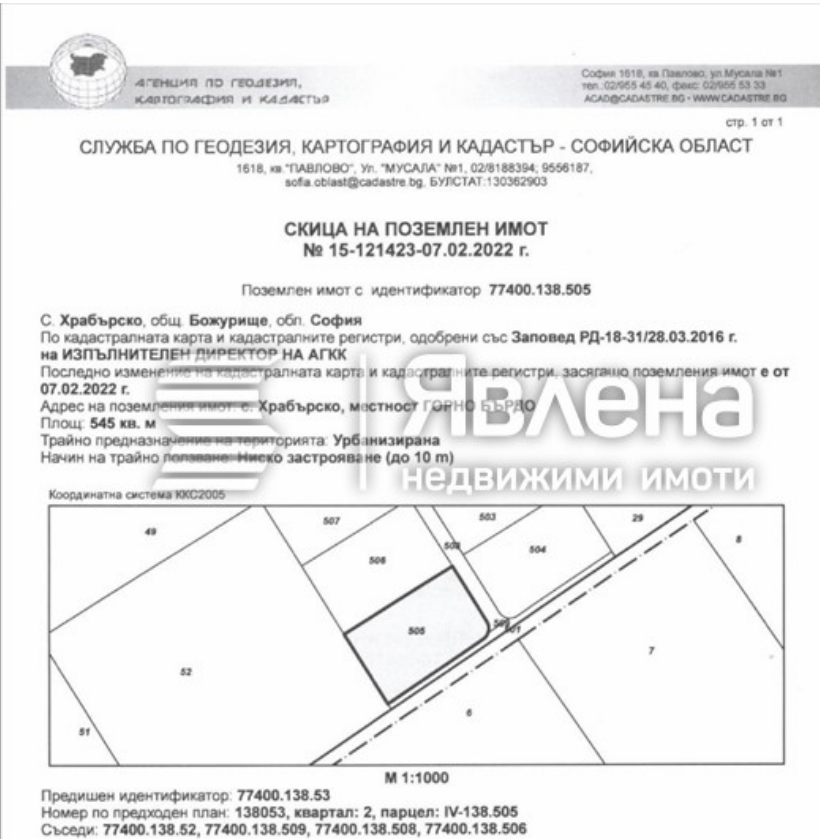 АГЕНЦИЯ ПО ГЕОДЕЗИЯ,
КАРТОГРАФИЯ И КАДАСТЪР
София 1618, кв.Павлово, ул.Мусала №1
тел.:02/955 45 40, факс: 02/955 53 33
ACAD@CADASTRE.BG • WWW.CADASTRE.BG
стр. 1 от 1
СЛУЖБА ПО ГЕОДЕЗИЯ, КАРТОГРАФИЯ И КАДАСТЪР - СОФИЙСКА ОБЛАСТ
1618, кв."ПАВЛОВО", Ул. "МУСАЛА" №1, 02/8188394; 9556187,
sofia.oblast@cadastre.bg, БУЛСТАТ:130362903
СКИЦА НА ПОЗЕМЛЕН ИМОТ
№ 15-121423-07.02.2022 г.
Поземлен имот с идентификатор 77400.138.505
С. Храбърско, общ. Божурище, обл. София
По кадастралната карта и кадастралните регистри, одобрени със Заповед РД-18-31/28.03.2016 г.
на ИЗПЪЛНИТЕЛЕН ДИРЕКТОР НА АГКК
Последно изменение на кадастралната карта и кадастралните регистри, засягащо поземления имот е от
07.02.2022 г.
Адрес на поземления имот: с. Храбърско, местност ГОРНО БЪРДО
Площ: 545 кв. м
Трайно предназначение на територията: Урбанизирана
Начин на трайно ползване: Ниско застрояване (до 10 m)
Явлена
недвижими имоти
Координатна система ККС2005
49
507
506
508
503
504
29
8
505
509
501
52
7
6
51
М 1:1000
Предишен идентификатор: 77400.138.53
Номер по предходен план: 138053, квартал: 2, парцел: IV-138.505
Съседи: 77400.138.52, 77400.138.509, 77400.138.508, 77400.138.506